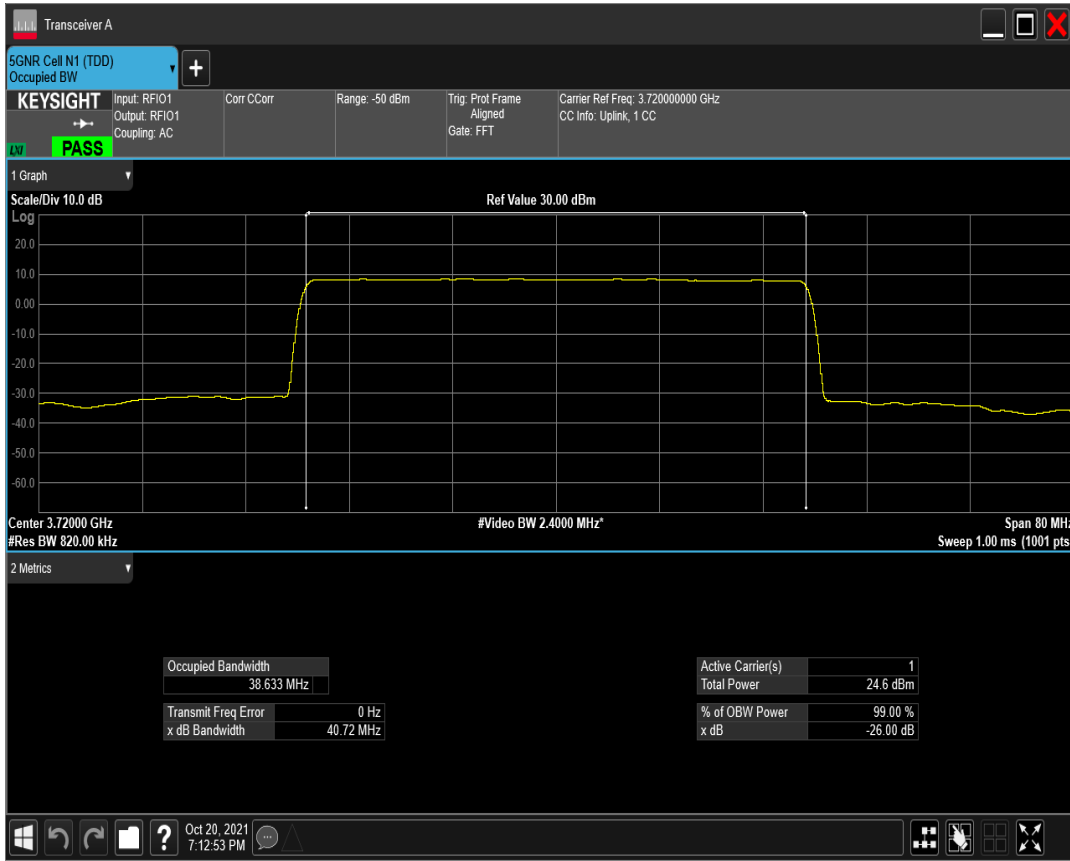 Transceiver A
5GNR Cell N1 (TDD)
Occupied BW
+
KEYSIGHT
LXI
PASS
Input: RFIO1
Output: RFIO1
Coupling: AC
Corr CCorr
Range: -50 dBm
Trig: Prot Frame
Aligned
Gate: FFT
Carrier Ref Freq: 3.720000000 GHz
CC Info: Uplink, 1 CC
1 Graph
Scale/Div 10.0 dB
Ref Value 30.00 dBm
Log
20.0
10.0
0.00
-10.0
-20.0
-30.0
-40.0
-50.0
-60.0
Center 3.72000 GHz
#Video BW 2.4000 MHz*
Span 80 MHz
#Res BW 820.00 kHz
Sweep 1.00 ms (1001 pts
2 Metrics
Occupied Bandwidth
38.633 MHz
Transmit Freq Error 0 Hz
x dB Bandwidth 40.72 MHz
Active Carrier(s) 1
Total Power 24.6 dBm
% of OBW Power 99.00 %
x dB -26.00 dB
?
Oct 20, 2021
7:12:53 PM